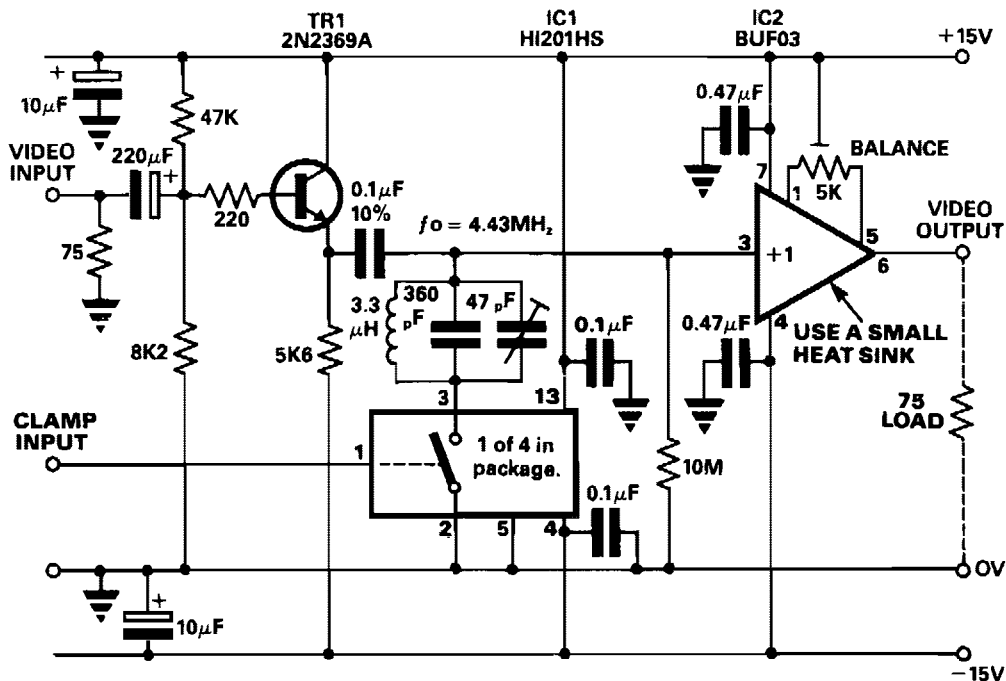 TR1
2N2369A
IC1
HI201HS
IC2
BUF03
+15V
+
10μF
47K
0.47μF
VIDEO
INPUT
220μF
+
220
75
0.1μF
10%
fo = 4.43MHz
BALANCE
5K
7
1
3
+1
5
6
4
VIDEO
OUTPUT
3.3
μH
360
pF
47 pF
8K2
5K6
0.1μF
0.47μF
USE A SMALL
HEAT SINK
75
LOAD
CLAMP
INPUT
3
13
1
1 of 4 in
package.
10M
2
5
4
0.1μF
0V
+
10μF
−15V